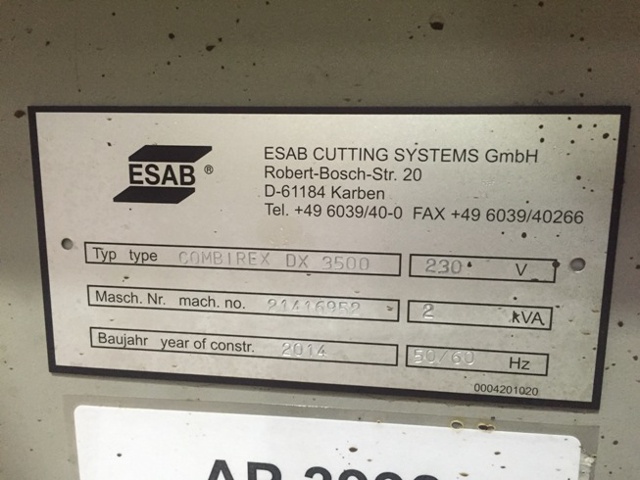 ESAB ®
ESAB CUTTING SYSTEMS GmbH
Robert-Bosch-Str. 20
D-61184 Karben
Tel. +49 6039/40-0 FAX +49 6039/40266
Typ type COMBIREX DX 3500 230 V
Masch. Nr. mach. no. 21416952 2 kVA
Baujahr year of constr. 2014 50/60 Hz
0004201020